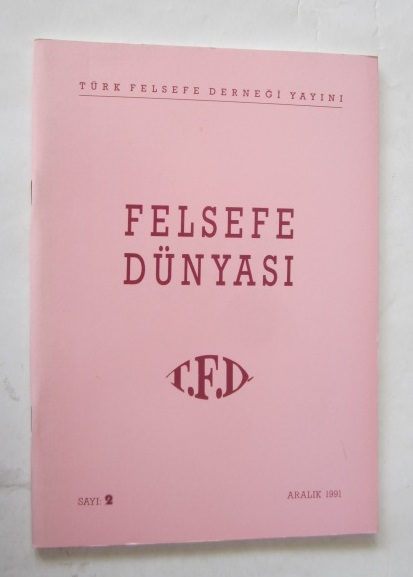 TÜRK FELSEFE DERNEĞİ YAYINI
FELSEFE
DÜNYASI
T.F.D.
SAYI: 2 ARALIK 1991